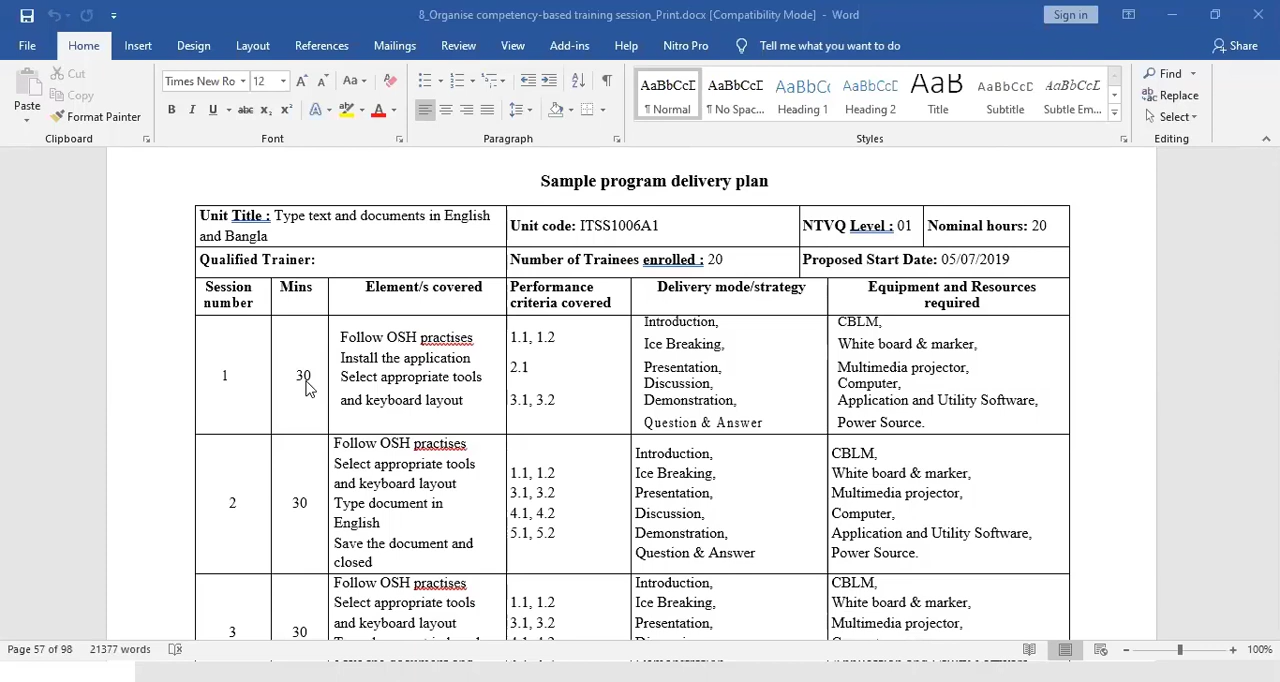 8_Organise competency-based training session_Print.docx [Compatibility Mode] - Word
Sign in
File Home Insert Design Layout References Mailings Review View Add-ins Help Nitro Pro Tell me what you want to do Share
Paste
Cut
Copy
Format Painter
Clipboard
Times New Ro 12
Font
Paragraph
AaBbCcI AaBbCcI AaBbCc AaBbCcI AaB AaBbCcI AaBbCcI
¶ Normal ¶ No Spac... Heading 1 Heading 2 Title Subtitle Subtle Em...
Styles
Find
Replace
Select
Editing
Sample program delivery plan
Unit Title : Type text and documents in English
and Bangla
Unit code: ITSS1006A1
NTVQ Level : 01
Nominal hours: 20
Qualified Trainer:
Number of Trainees enrolled : 20
Proposed Start Date: 05/07/2019
Session
number
Mins
Element/s covered
Performance
criteria covered
Delivery mode/strategy
Equipment and Resources
required
1
30
Follow OSH practises
Install the application
Select appropriate tools
and keyboard layout
1.1, 1.2
2.1
3.1, 3.2
Introduction,
Ice Breaking,
Presentation,
Discussion,
Demonstration,
Question & Answer
CBLM,
White board & marker,
Multimedia projector,
Computer,
Application and Utility Software,
Power Source.
2
30
Follow OSH practises
Select appropriate tools
and keyboard layout
Type document in
English
Save the document and
closed
1.1, 1.2
3.1, 3.2
4.1, 4.2
5.1, 5.2
Introduction,
Ice Breaking,
Presentation,
Discussion,
Demonstration,
Question & Answer
CBLM,
White board & marker,
Multimedia projector,
Computer,
Application and Utility Software,
Power Source.
3
30
Follow OSH practises
Select appropriate tools
and keyboard layout
1.1, 1.2
3.1, 3.2
Introduction,
Ice Breaking,
Presentation,
CBLM,
White board & marker,
Multimedia projector,
Page 57 of 98 21377 words
100%